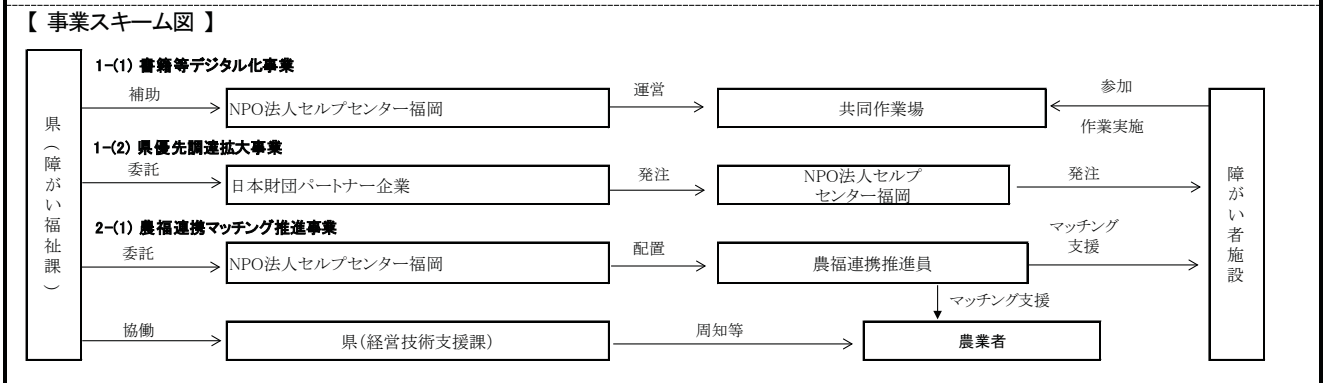 【 事業スキーム図 】
県（障がい福祉課）
1-(1) 書籍等デジタル化事業
補助
NPO法人セルプセンター福岡
運営
共同作業場
参加
作業実施
1-(2) 県優先調達拡大事業
委託
日本財団パートナー企業
発注
NPO法人セルプ
センター福岡
発注
2-(1) 農福連携マッチング推進事業
委託
NPO法人セルプセンター福岡
配置
農福連携推進員
マッチング
支援
マッチング支援
協働
県(経営技術支援課)
周知等
農業者
障がい者施設